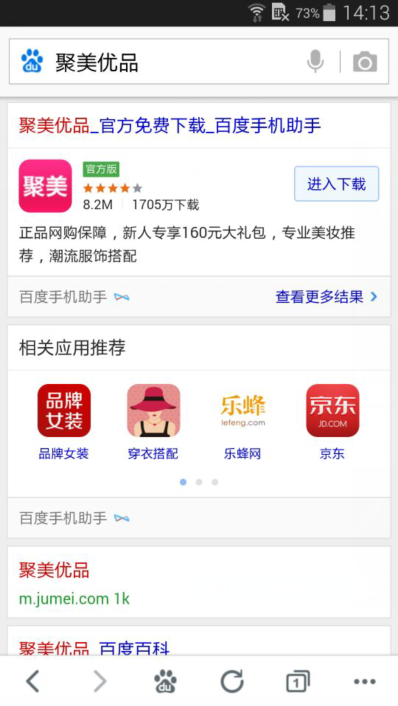 73% 14:13
du 聚美优品
聚美优品_官方免费下载_百度手机助手
聚美
官方版
8.2M 1705万下载
进入下载
正品网购保障，新人专享160元大礼包，专业美妆推
荐，潮流服饰搭配
百度手机助手 查看更多结果
相关应用推荐
品牌
女装
乐蜂
lefeng.com
京东
JD.COM
品牌女装 穿衣搭配 乐蜂网 京东
百度手机助手
聚美优品
m.jumei.com 1k
聚美优品_百度百科
du 1